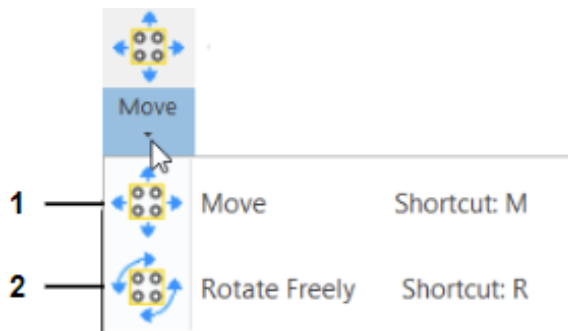 Move
1 Move Shortcut: M
2 Rotate Freely Shortcut: R